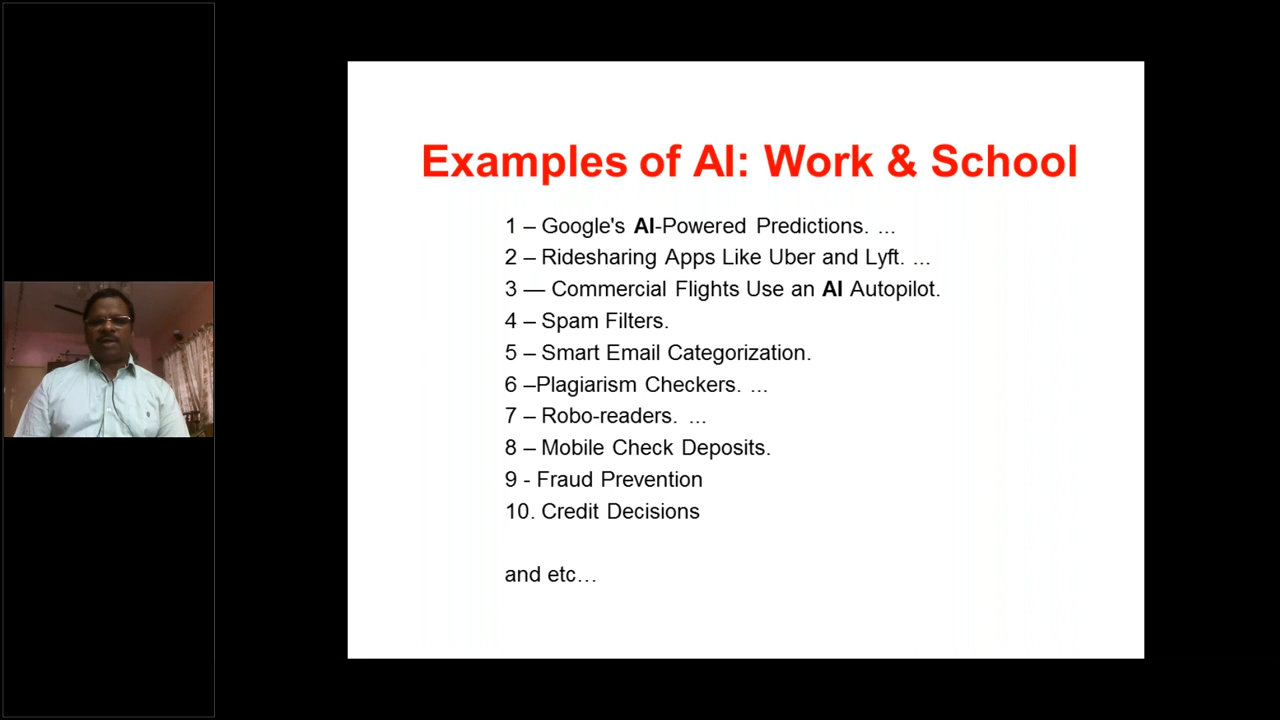 Examples of AI: Work & School
1 – Google's AI-Powered Predictions. ...
2 – Ridesharing Apps Like Uber and Lyft. ...
3 — Commercial Flights Use an AI Autopilot.
4 – Spam Filters.
5 – Smart Email Categorization.
6 –Plagiarism Checkers. ...
7 – Robo-readers. ...
8 – Mobile Check Deposits.
9 - Fraud Prevention
10. Credit Decisions
and etc…